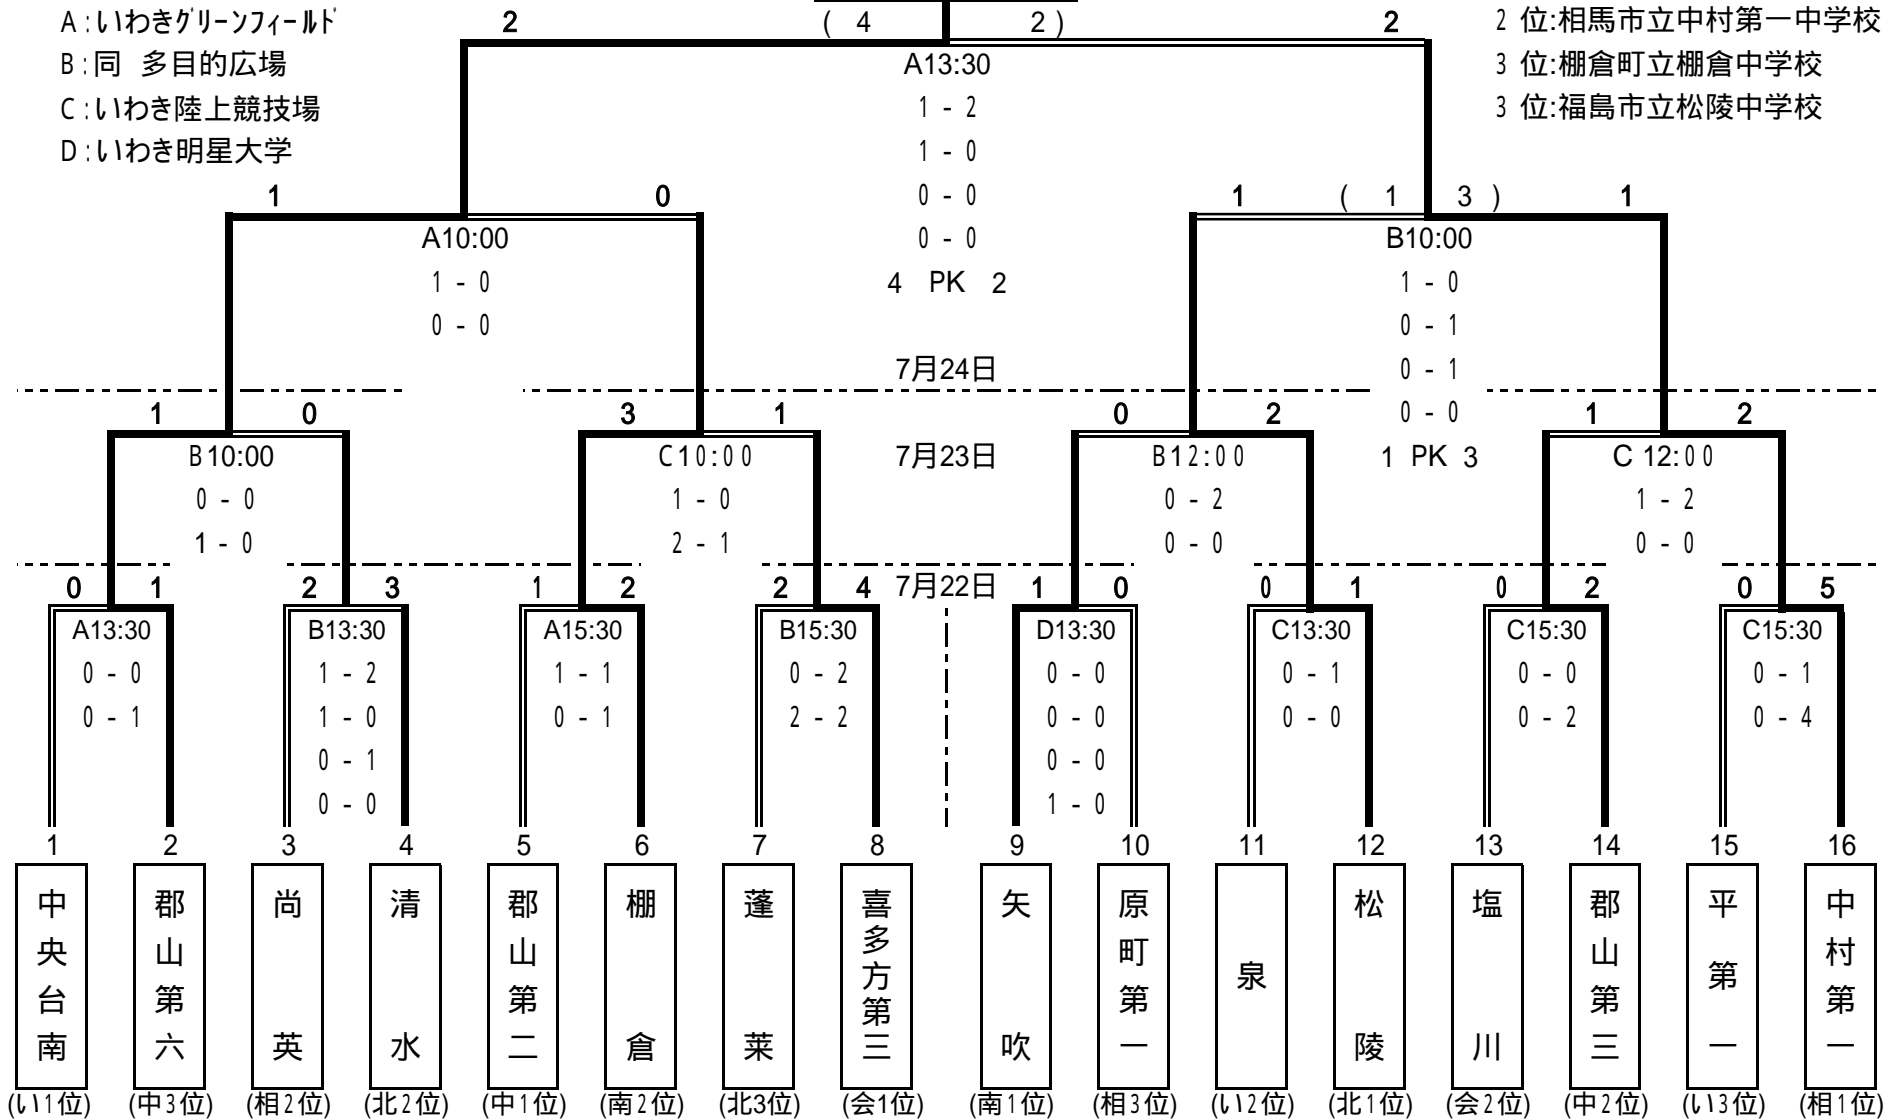 A:いわきグリーンフィールド 2 ( 4 2 ) 2 2 位:相馬市立中村第一中学校
B:同 多目的広場 A13:30 3 位:棚倉町立棚倉中学校
C:いわき陸上競技場 1 - 2 3 位:福島市立松陵中学校
D:いわき明星大学 1 - 0
1 0 0 - 0 1 ( 1 3 ) 1
A10:00 0 - 0 B10:00
1 - 0 4 PK 2 1 - 0
0 - 0 0 - 1
7月24日 0 - 1
1 0 3 1 0 2 0 - 0 1 2
B10:00 C10:00 7月23日 B12:00 1 PK 3 C 12:00
0 - 0 1 - 0 0 - 2 1 - 2
1 - 0 2 - 1 0 - 0 0 - 0
0 1 2 3 1 2 2 4 7月22日 1 0 0 1 0 2 0 5
A13:30 B13:30 A15:30 B15:30 D13:30 C13:30 C15:30 C15:30
0 - 0 1 - 2 1 - 1 0 - 2 0 - 0 0 - 1 0 - 0 0 - 1
0 - 1 1 - 0 0 - 1 2 - 2 0 - 0 0 - 0 0 - 2 0 - 4
0 - 1 0 - 0
0 - 0 1 - 0
1 2 3 4 5 6 7 8 9 10 11 12 13 14 15 16
中央台南
郡山第六
尚英
清水
郡山第二
棚倉
蓬莱
喜多方第三
矢吹
原町第一
泉
松陵
塩川
郡山第三
平第一
中村第一
(い1位) (中3位) (相2位) (北2位) (中1位) (南2位) (北3位) (会1位) (南1位) (相3位) (い2位) (北1位) (会2位) (中2位) (い3位) (相1位)